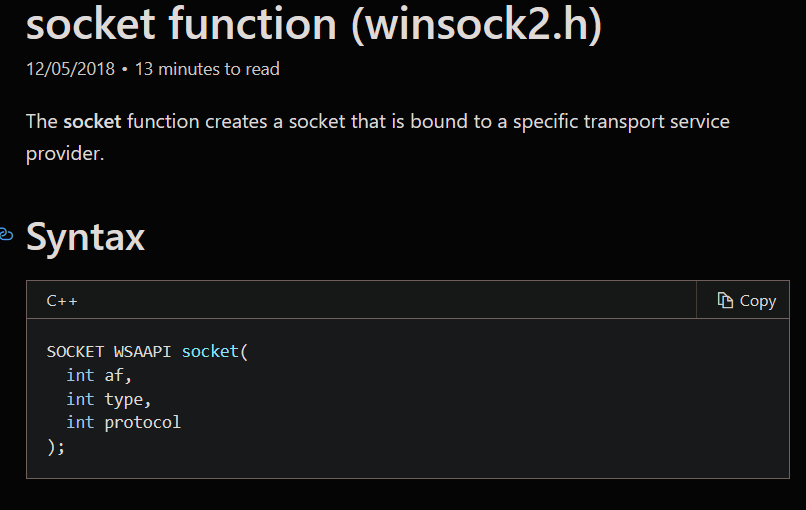 socket function (winsock2.h)
12/05/2018 • 13 minutes to read
The socket function creates a socket that is bound to a specific transport service
provider.
Syntax
C++
Copy
SOCKET WSAAPI socket(
  int af,
  int type,
  int protocol
);